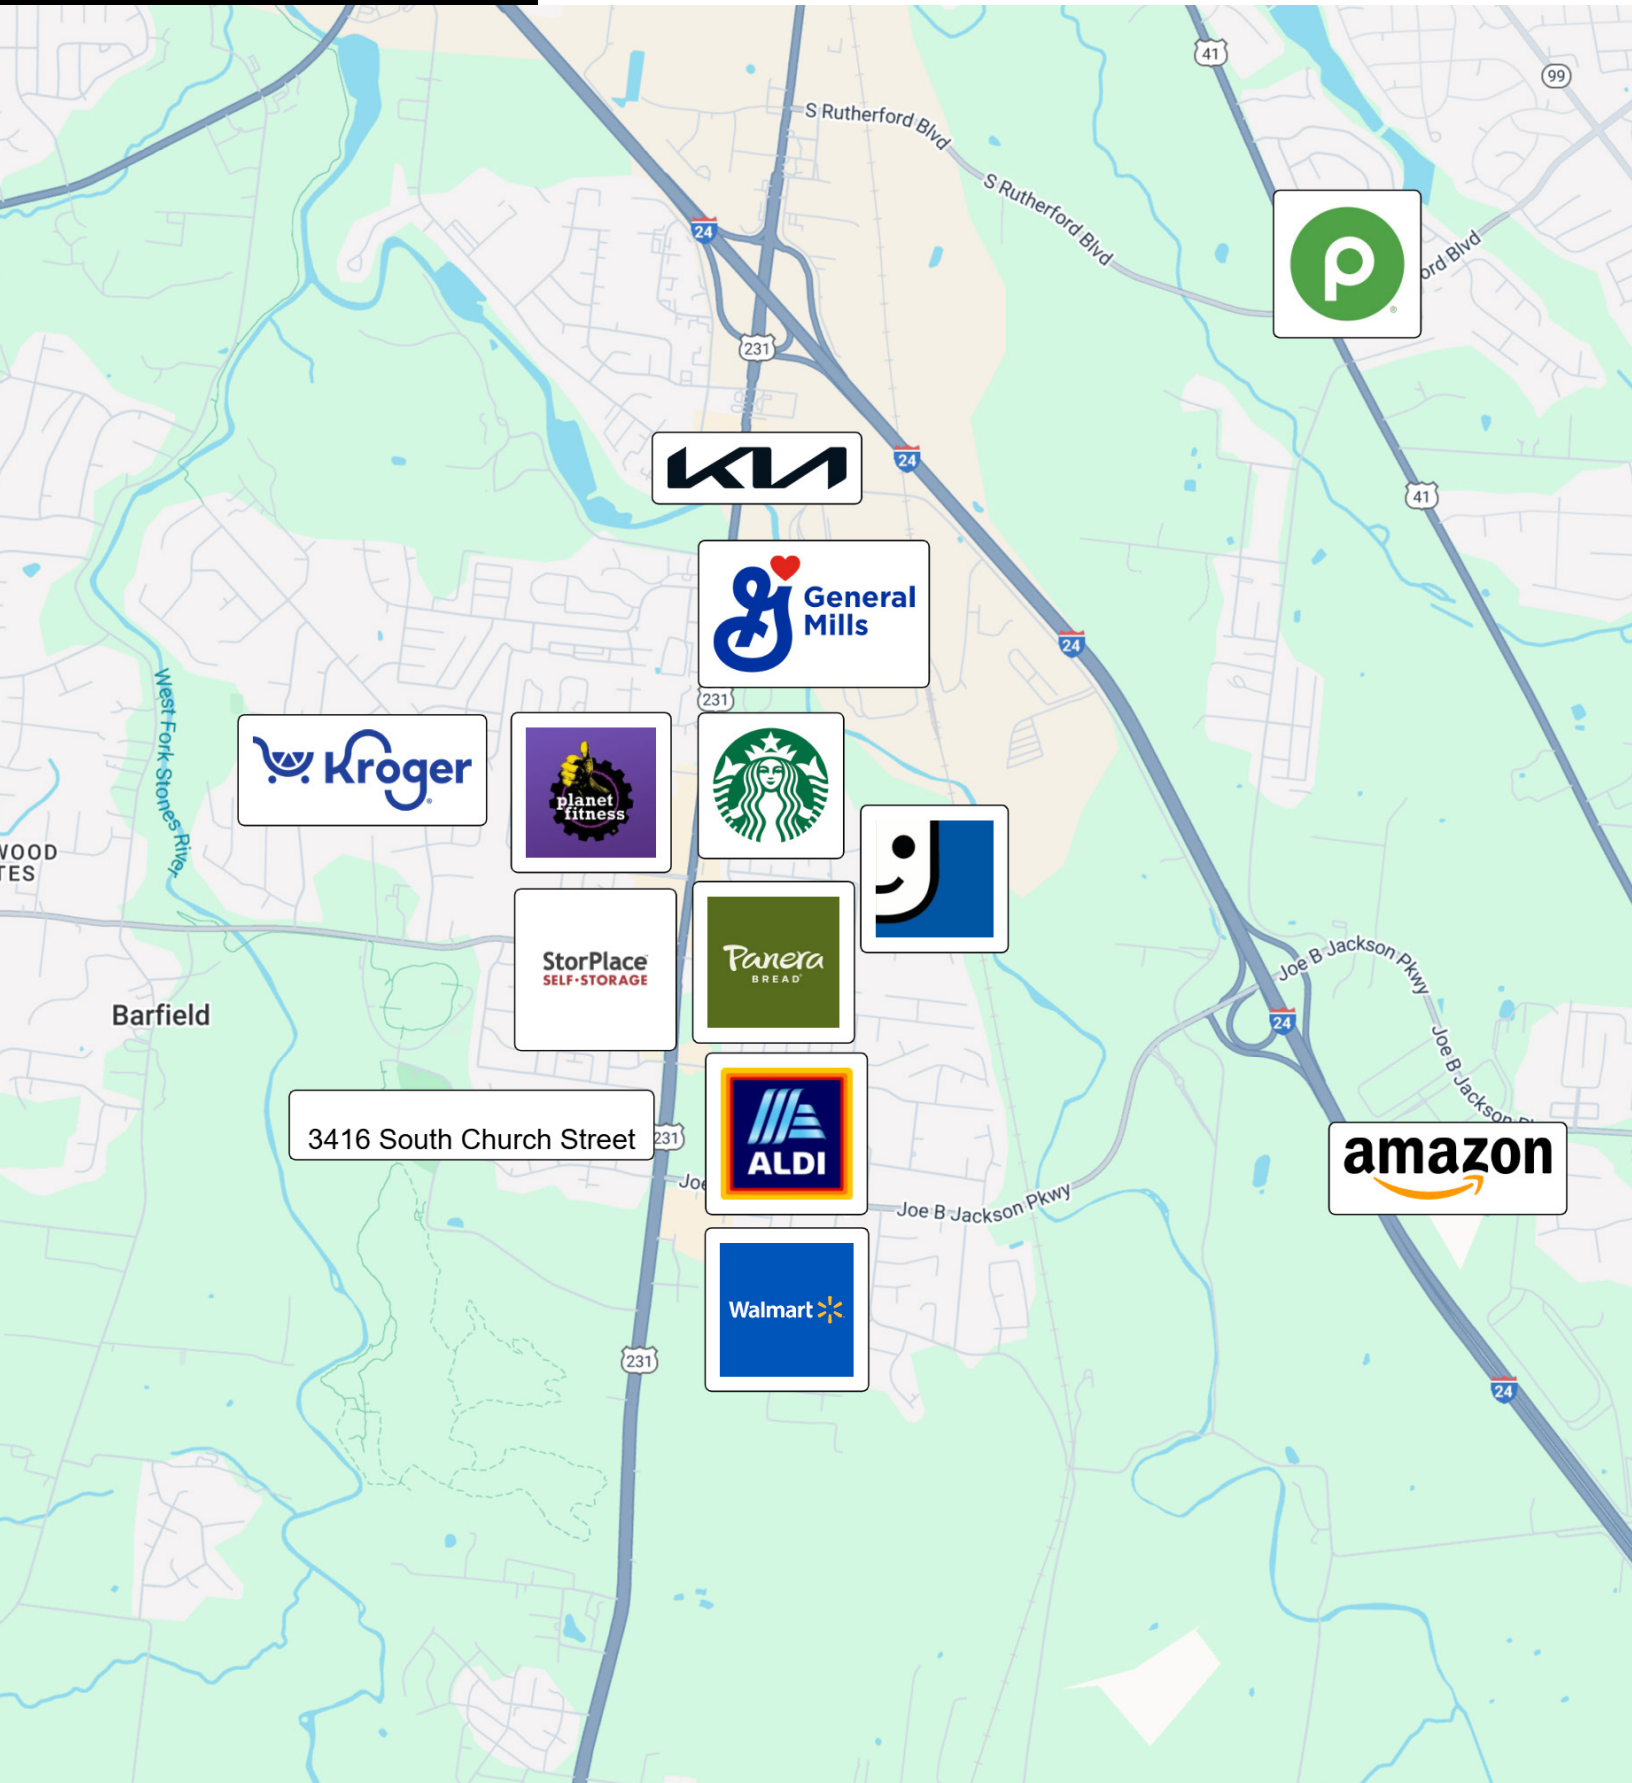 41
99
S Rutherford Blvd
S Rutherford Blvd
24
ord Blvd
231
KIA
24
41
General
Mills
24
231
West Fork Stones River
Kroger
planet
fitness
WOOD
TES
StorPlace
SELF•STORAGE
Panera
BREAD
Joe B Jackson Pkwy
Barfield
24
Joe B Jackson P
3416 South Church Street
231
ALDI
amazon
Joe
Joe B Jackson Pkwy
Walmart
231
24